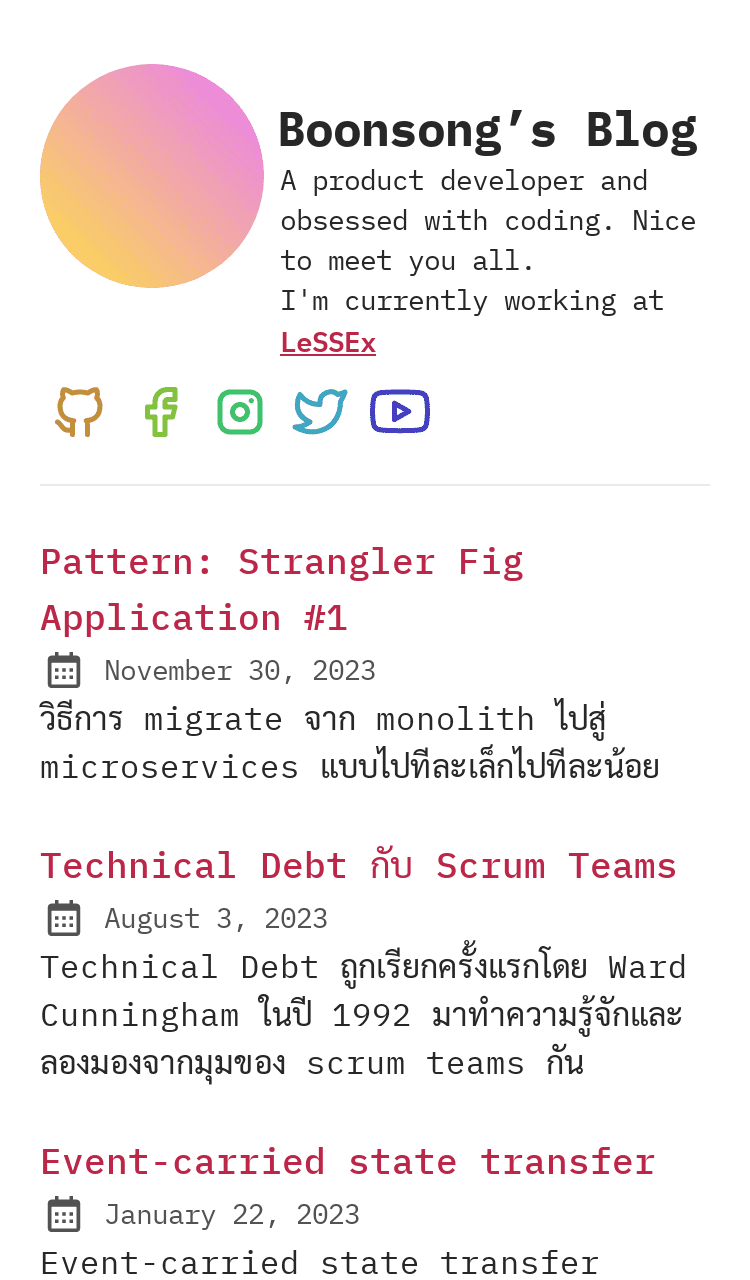 Boonsong’s Blog
A product developer and
obsessed with coding. Nice
to meet you all.
I'm currently working at
LeSSEx
Pattern: Strangler Fig
Application #1
November 30, 2023
วิธีการ migrate จาก monolith ไปสู่
microservices แบบไปทีละเล็กไปทีละน้อย
Technical Debt กับ Scrum Teams
August 3, 2023
Technical Debt ถูกเรียกครั้งแรกโดย Ward
Cunningham ในปี 1992 มาทำความรู้จักและ
ลองมองจากมุมของ scrum teams กัน
Event-carried state transfer
January 22, 2023
Event-carried state transfer